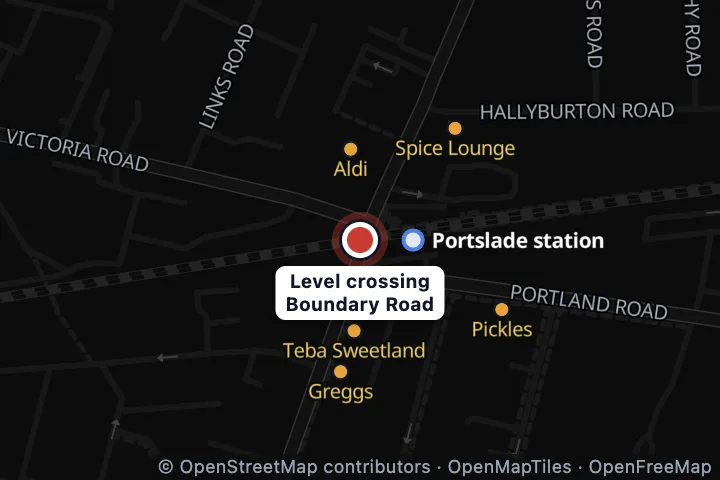 S ROAD
HY ROAD
LINKS ROAD
HALLYBURTON ROAD
VICTORIA ROAD
Spice Lounge
Aldi
Portslade station
Level crossing
Boundary Road
PORTLAND ROAD
Pickles
Teba Sweetland
Greggs
© OpenStreetMap contributors · OpenMapTiles · OpenFreeMap